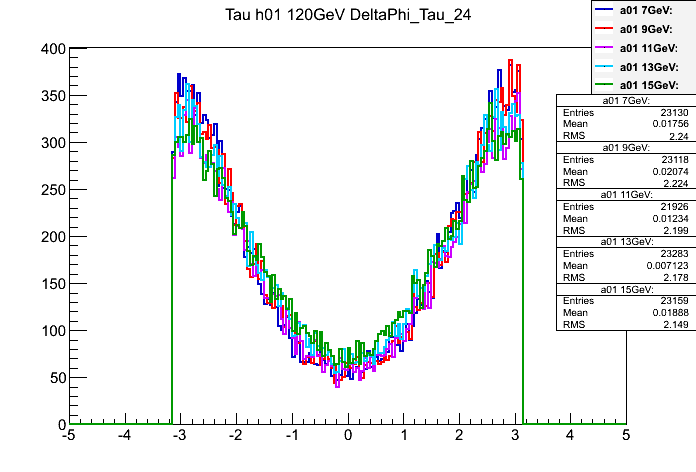 Tau h01 120GeV DeltaPhi_Tau_24
a01 7GeV:
a01 9GeV:
a01 11GeV:
a01 13GeV:
a01 15GeV:
a01 7GeV:
Entries 23130
Mean 0.01756
RMS 2.24
a01 9GeV:
Entries 23118
Mean 0.02074
RMS 2.224
a01 11GeV:
Entries 21926
Mean 0.01234
RMS 2.199
a01 13GeV:
Entries 23283
Mean 0.007123
RMS 2.178
a01 15GeV:
Entries 23159
Mean 0.01888
RMS 2.149
400
350
300
250
200
150
100
50
0
-5 -4 -3 -2 -1 0 1 2 3 4 5